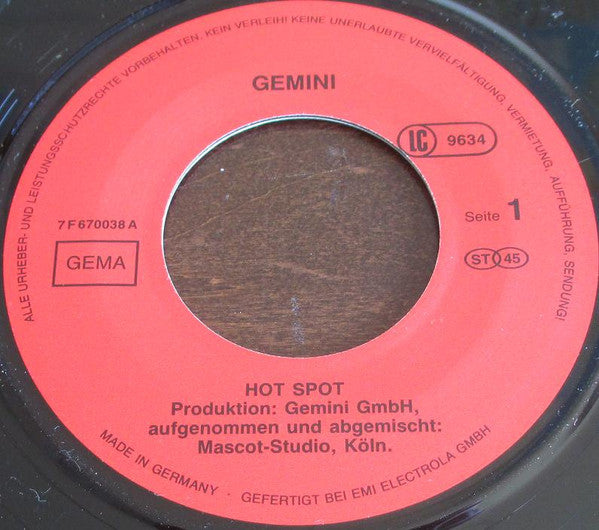 ALLE URHEBER- UND LEISTUNGSSCHUTZRECHTE VORBEHALTEN. KEIN VERLEIH! KEINE UNERLAUBTE VERVIELFÄLTIGUNG, VERMIETUNG, AUFFÜHRUNG, SENDUNG!
GEMINI
LC 9634
7 F 670038 A
Seite 1
GEMA
ST 45
HOT SPOT
Produktion: Gemini GmbH,
aufgenommen und abgemischt:
Mascot-Studio, Köln.
MADE IN GERMANY · GEFERTIGT BEI EMI ELECTROLA GMBH